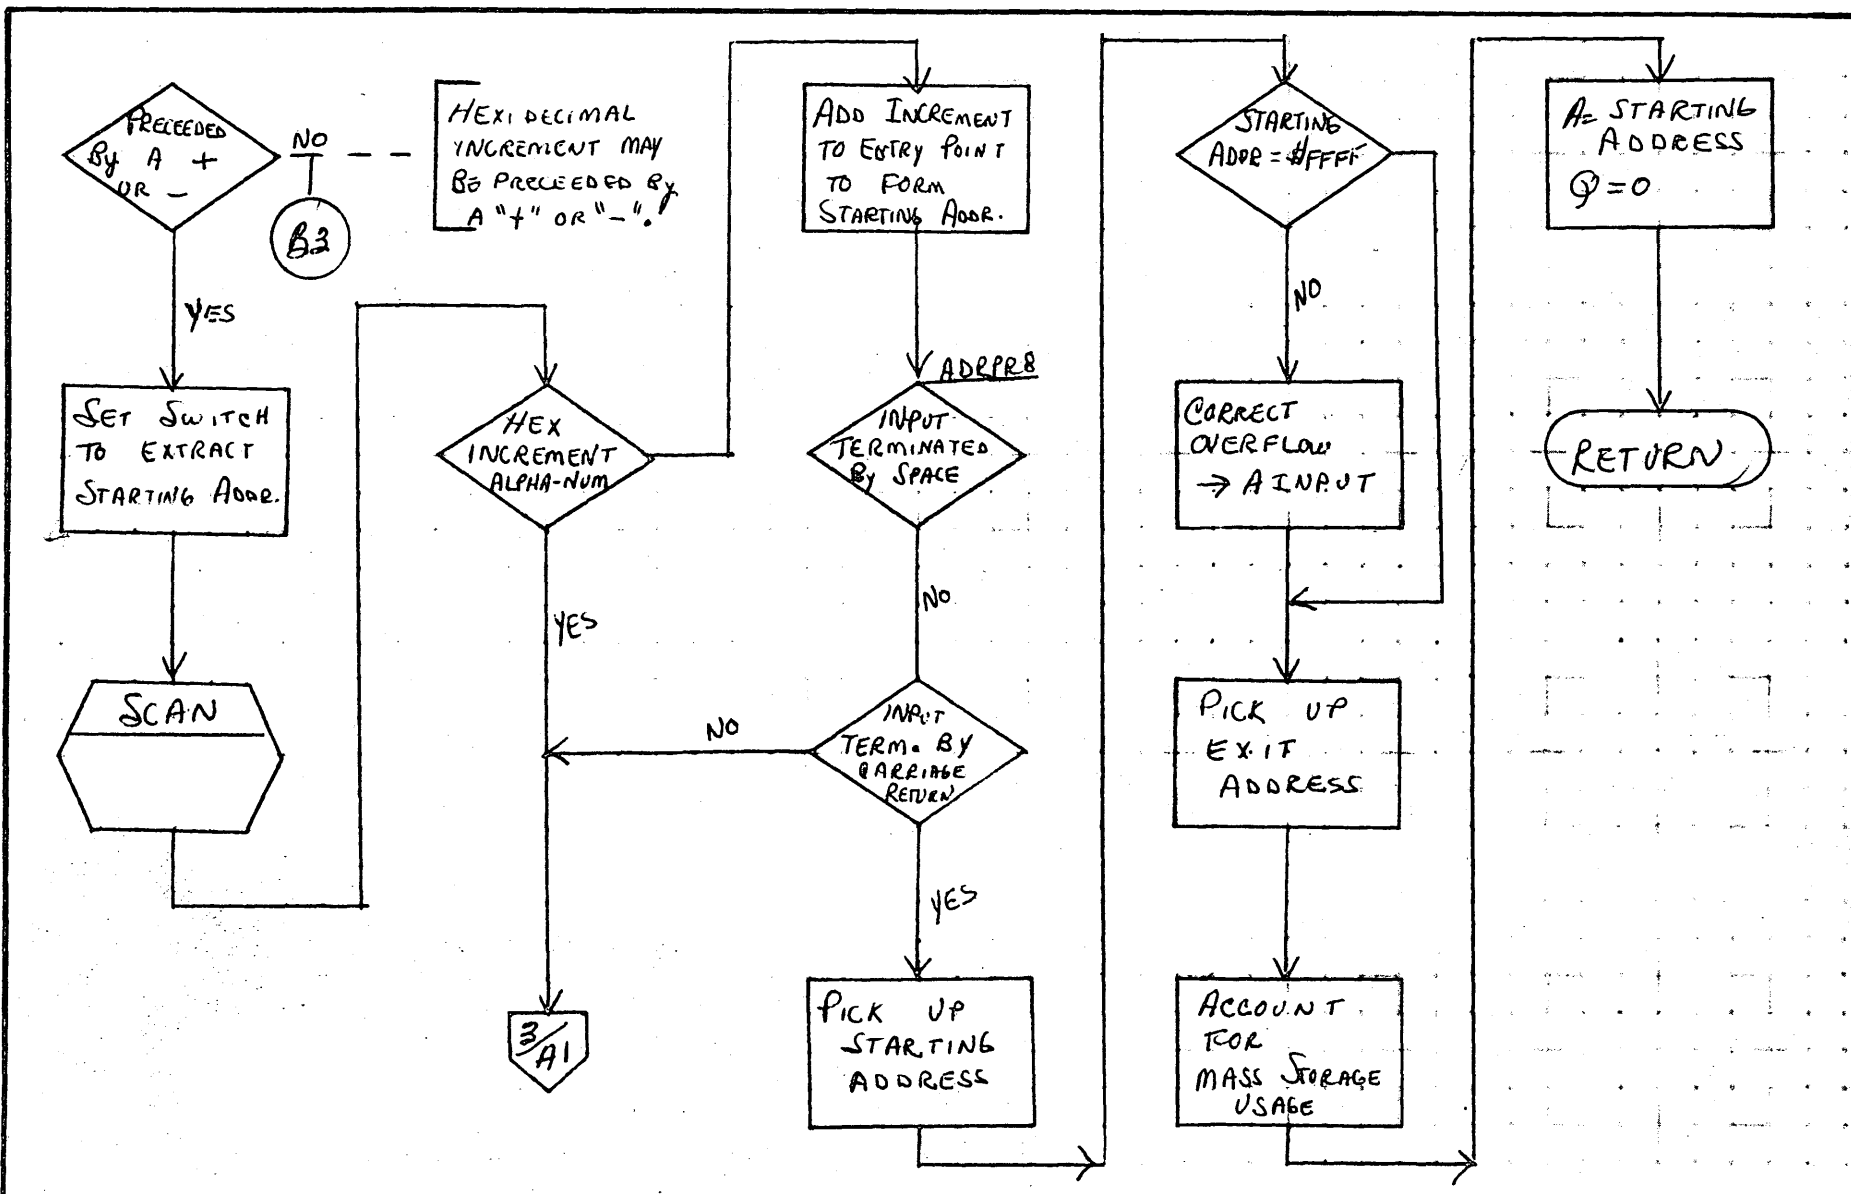 PRECEEDED
By A +
OR -
NO
B3
YES
HEXIDECIMAL
INCREMENT MAY
BE PRECEEDED By
A "+" OR "-".
SET SWITCH
TO EXTRACT
STARTING ADDR.
SCAN
HEX
INCREMENT
ALPHA-NUM
YES
3/A1
ADD INCREMENT
TO ENTRY POINT
TO FORM
STARTING ADDR.
ADRPR8
INPUT
TERMINATED
By SPACE
NO
INPUT
TERM. BY
CARRIAGE
RETURN
NO
YES
PICK UP
STARTING
ADDRESS
STARTING
ADDR = $FFFF
NO
CORRECT
OVERFLOW
→ AINPUT
PICK UP
EXIT
ADDRESS
ACCOUNT
FOR
MASS STORAGE
USAGE
A= STARTING
ADDRESS
Q=0
RETURN